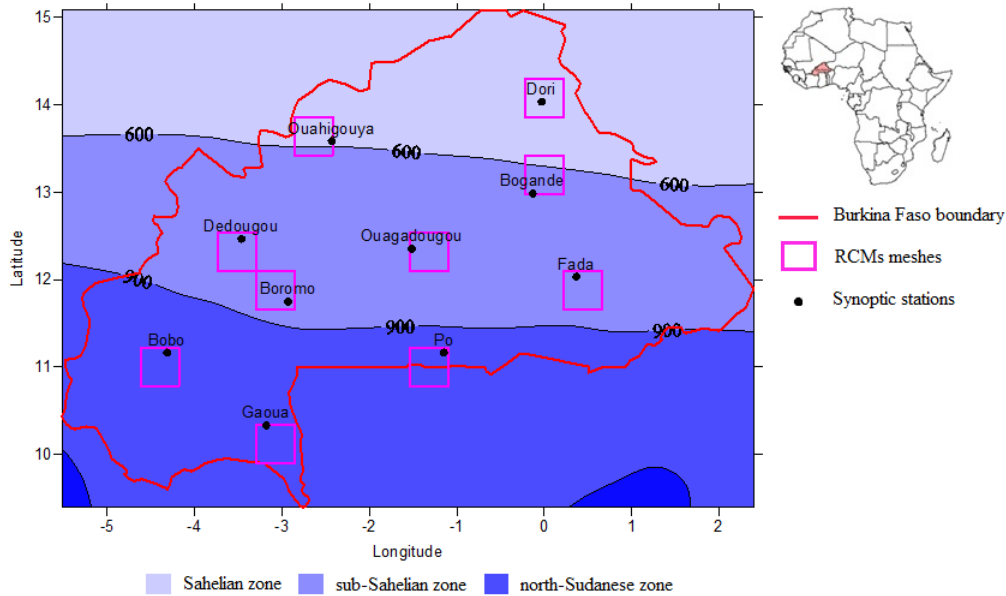 15
14
13
12
11
10
Latitude
Dori
Ouahigouya
600
600
600
Bogande
Dedougou
Ouagadougou
Fada
900
Boromo
900
900
Bobo
Po
Gaoua
-5
-4
-3
-2
-1
0
1
2
Longitude
Burkina Faso boundary
RCMs meshes
Synoptic stations
Sahelian zone
sub-Sahelian zone
north-Sudanese zone